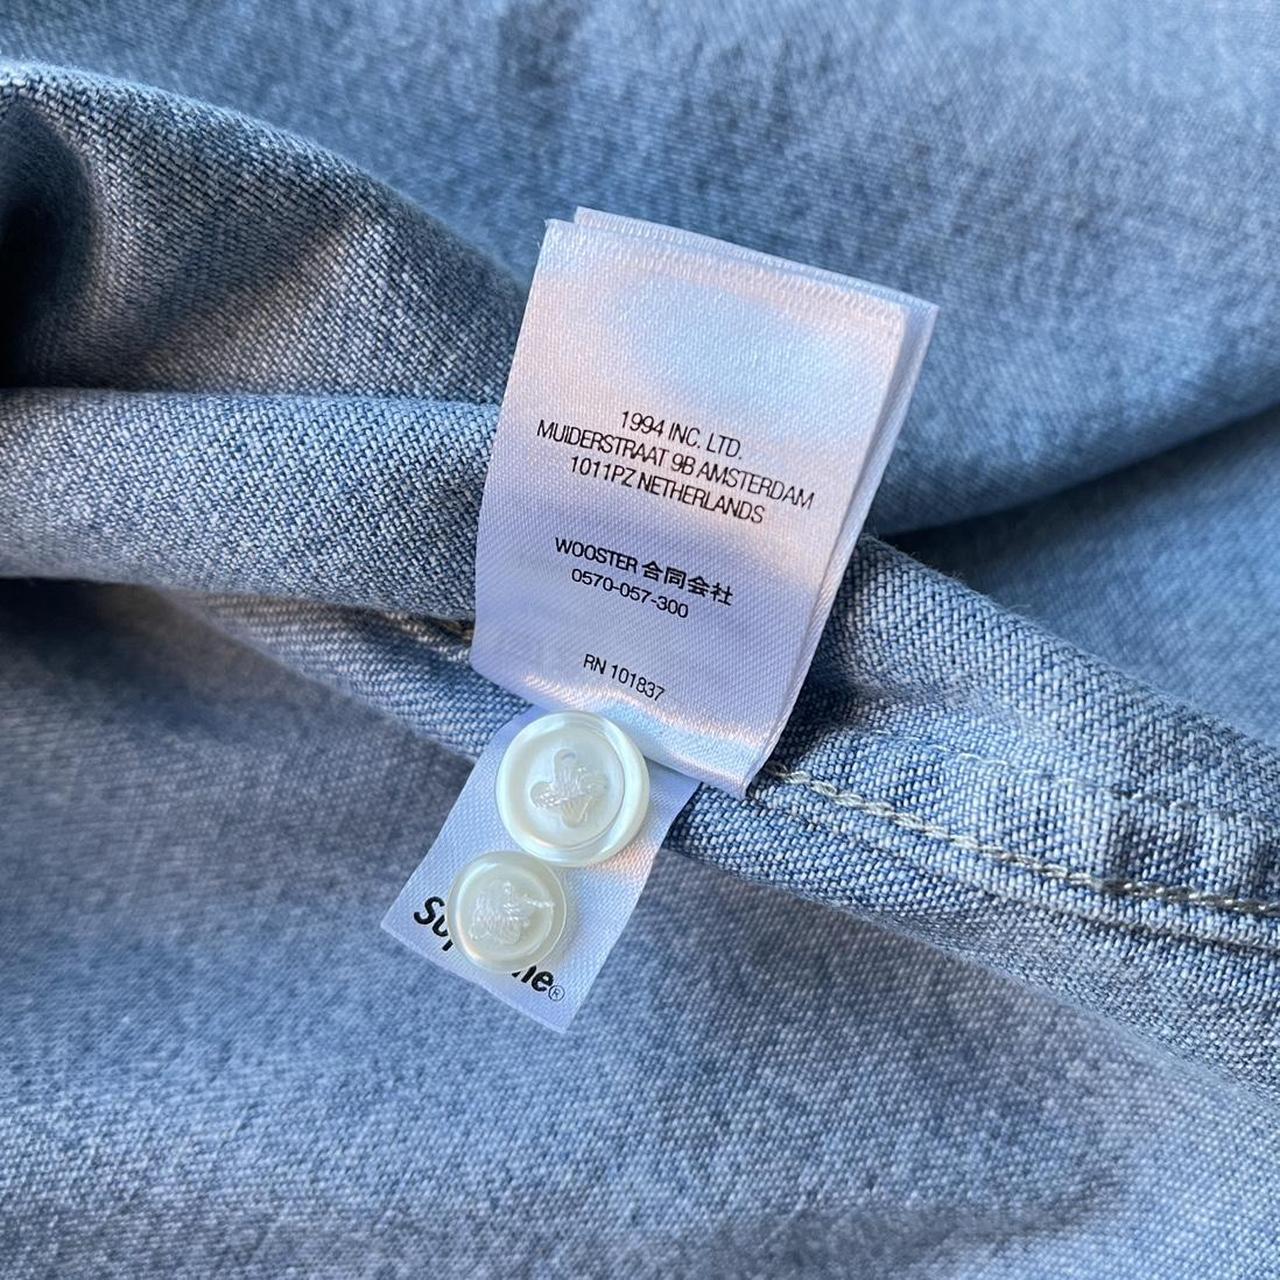 1994 INC. LTD.
MUIDERSTRAAT 9B AMSTERDAM
1011PZ NETHERLANDS
WOOSTER 合同会社
0570-057-300
RN 101837